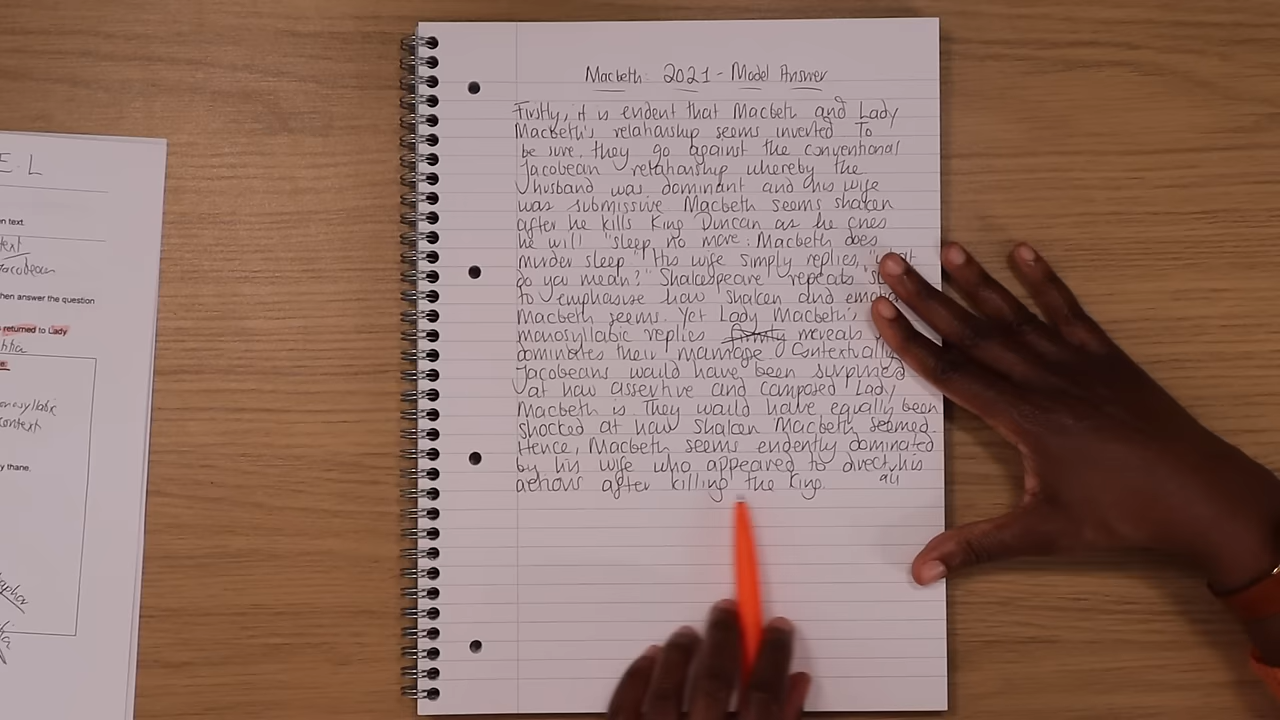 E.L
en text.
text
Jacobean
hen answer the question
s returned to Lady
onosyllabic
context
y thane.
Macbeth: 2021 - Model Answer
Firstly, it is evident that Macbeth and Lady
Macbeth's relationship seems inverted. To
be sure, they go against the conventional
Jacobean relationship whereby the
husband was dominant and his wife
was submissive. Macbeth seems shaken
after he kills King Duncan as he cries
he will "sleep no more: Macbeth does
murder sleep." His wife simply replies, "what
do you mean?" Shakespeare repeats
to emphasise how shaken and
Macbeth seems. Yet Lady Macbeth's
monosyllabic replies reveals
dominates their marriage. Contextually
Jacobeans would have been surprised
at how assertive and composed Lady
Macbeth is. They would have equally been
shocked at how shaken Macbeth seemed.
Hence, Macbeth seems evidently dominated
by his wife who appeared to direct his
actions after killing the King.